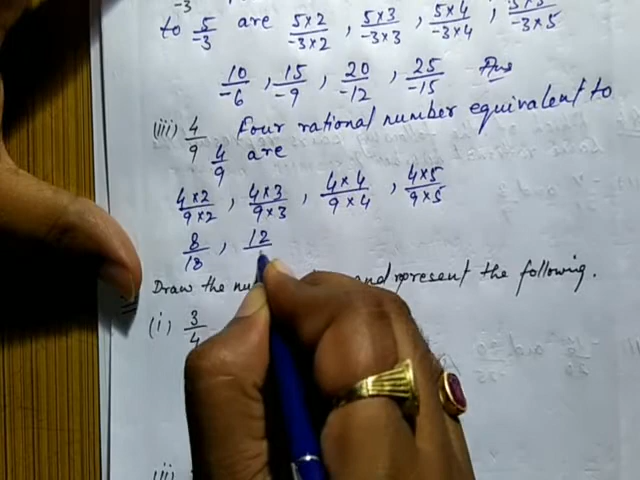 -3
to 5/-3 are 5×2/-3×2 , 5×3/-3×3 , 5×4/-3×4 , 5×5/-3×5
10/-6 , 15/-9 , 20/-12 , 25/-15 Ans
(iii) 4/9 Four rational number equivalent to
4/9 are
4×2/9×2 , 4×3/9×3 , 4×4/9×4 , 4×5/9×5
8/18 , 12
Draw the and represent the following.
(i) 3/4
(ii)